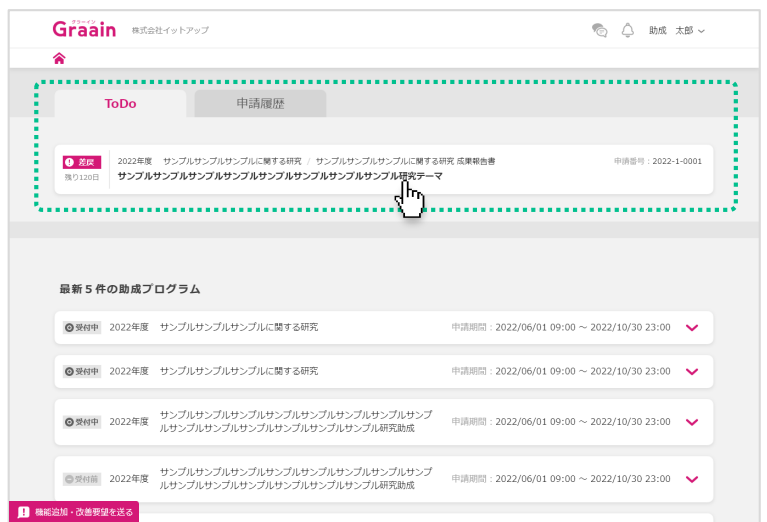 グラーイン
Graain 株式会社イットアップ 助成 太郎
ToDo 申請履歴
差戻 2022年度 サンプルサンプルサンプルに関する研究 / サンプルサンプルサンプルに関する研究 成果報告書 申請番号：2022-1-0001
残り120日 サンプルサンプルサンプルサンプルサンプルサンプルサンプルサンプル研究テーマ
最新５件の助成プログラム
受付中 2022年度 サンプルサンプルサンプルに関する研究 申請期間：2022/06/01 09:00 ～ 2022/10/30 23:00
受付中 2022年度 サンプルサンプルサンプルに関する研究 申請期間：2022/06/01 09:00 ～ 2022/10/30 23:00
サンプルサンプルサンプルサンプルサンプルサンプルサンプルサンプ
受付中 2022年度 申請期間：2022/06/01 09:00 ～ 2022/10/30 23:00
ルサンプルサンプルサンプルサンプルサンプルサンプル研究助成
サンプルサンプルサンプルサンプルサンプルサンプルサンプルサンプ
受付前 2022年度 申請期間：2022/06/01 09:00 ～ 2022/10/30 23:00
ルサンプルサンプルサンプルサンプルサンプルサンプル研究助成
機能追加・改善要望を送る